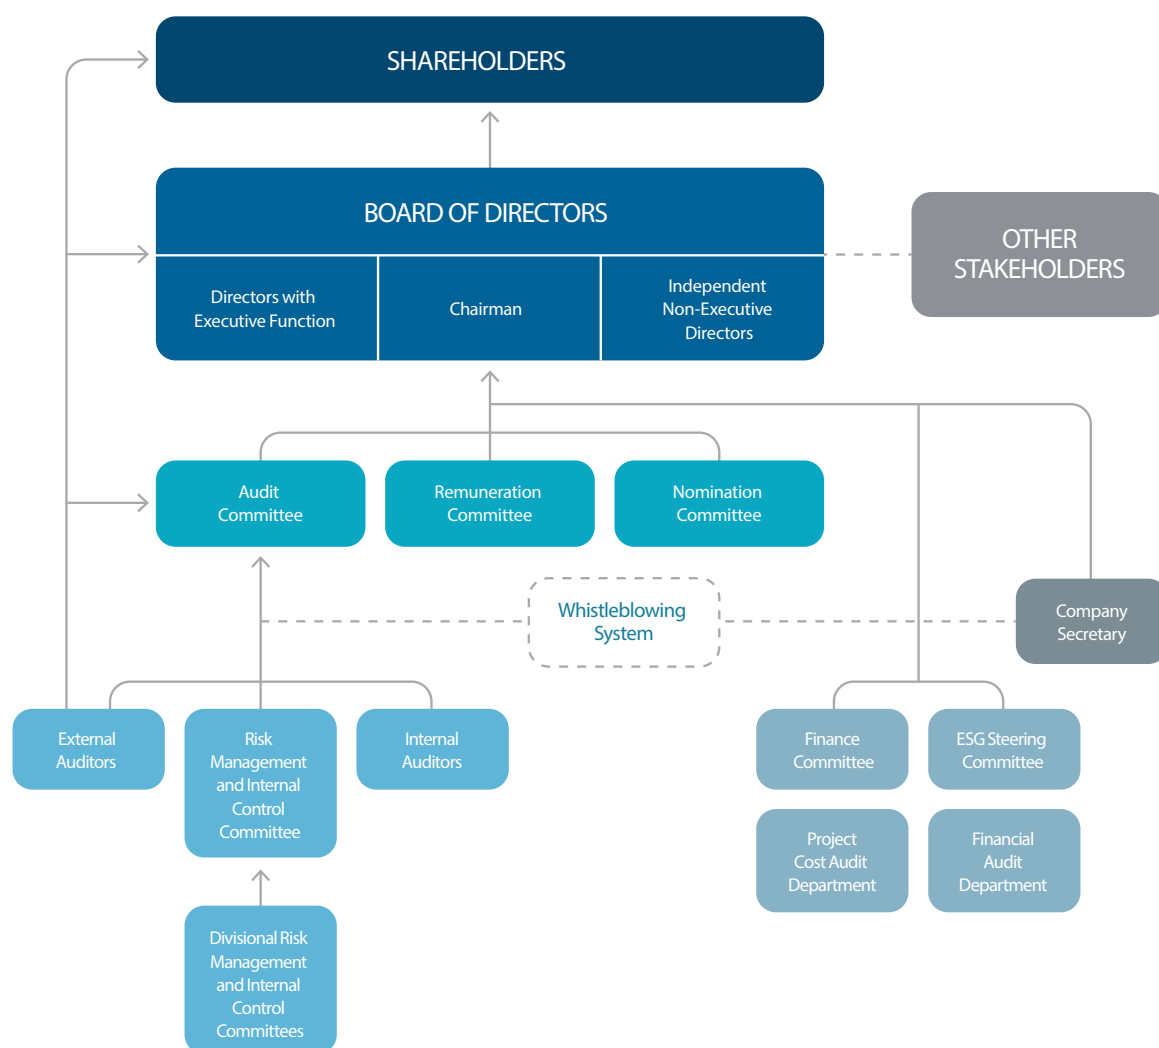 SHAREHOLDERS
BOARD OF DIRECTORS
Directors with
Executive Function
Chairman
Independent
Non-Executive
Directors
OTHER
STAKEHOLDERS
Audit
Committee
Remuneration
Committee
Nomination
Committee
Whistleblowing
System
Company
Secretary
External
Auditors
Risk
Management
and Internal
Control
Committee
Internal
Auditors
Finance
Committee
ESG Steering
Committee
Project
Cost Audit
Department
Financial
Audit
Department
Divisional Risk
Management
and Internal
Control
Committees